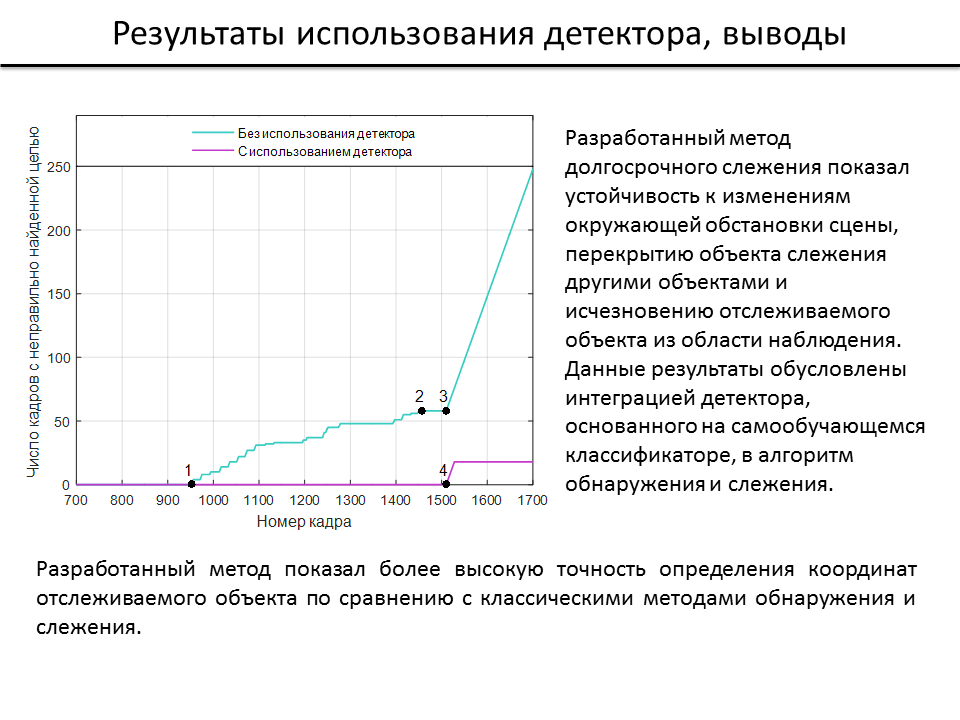 Результаты использования детектора, выводы
Без использования детектора
С использованием детектора
Число кадров с неправильно найденной целью
250
200
150
100
50
0
1
2
3
4
700 800 900 1000 1100 1200 1300 1400 1500 1600 1700
Номер кадра
Разработанный метод
долгосрочного слежения показал
устойчивость к изменениям
окружающей обстановки сцены,
перекрытию объекта слежения
другими объектами и
исчезновению отслеживаемого
объекта из области наблюдения.
Данные результаты обусловлены
интеграцией детектора,
основанного на самообучающемся
классификаторе, в алгоритм
обнаружения и слежения.
Разработанный метод показал более высокую точность определения координат
отслеживаемого объекта по сравнению с классическими методами обнаружения и
слежения.